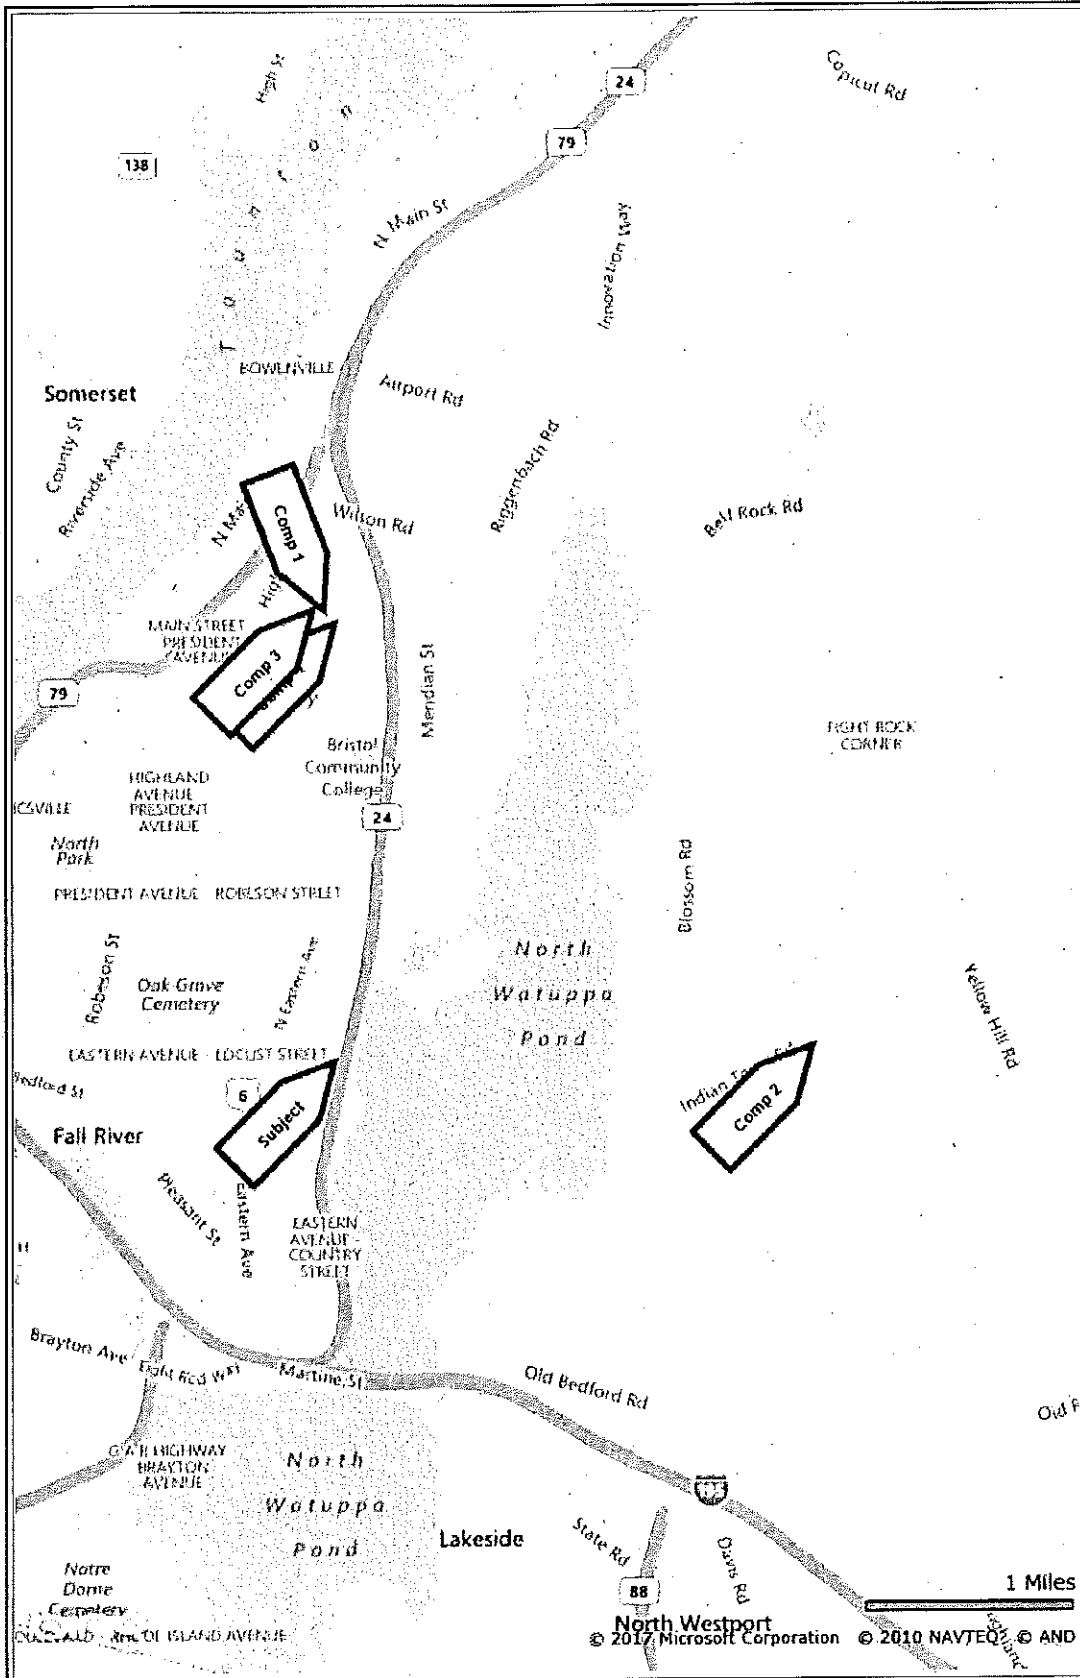 High St
24
Copicut Rd
79
138
Taunton
N Main St
Innovation Way
BOWENVILLE
Airport Rd
Somerset
County St
Riverside Ave
Riggenbach Rd
Bell Rock Rd
Wilson Rd
Comp 1
MAIN STREET
PRESIDENT
AVENUE
Comp 3
Meridian St
79
Bristol
Community
College
HIGHLAND
AVENUE
PRESIDENT
AVENUE
24
North
Park
Blossom Rd
PRESIDENT AVENUE - ROBESON STREET
North
Watuppa
Pond
Robeson St
Oak Grove
Cemetery
N Eastern Ave
Yellow Hill Rd
EASTERN AVENUE - LOCUST STREET
Bedford St
6
Indian
Comp 2
Subject
Fall River
Pleasant St
Eastern Ave
EASTERN
AVENUE -
COUNTRY
STREET
Brayton Ave
Martine St
Old Bedford Rd
G A R HIGHWAY
BRAYTON
AVENUE
North
Watuppa
Pond
Lakeside
State Rd
Davis Rd
Notre
Dame
Cemetery
88
1 Miles
North Westport
© 2017 Microsoft Corporation © 2010 NAVTEQ © AND